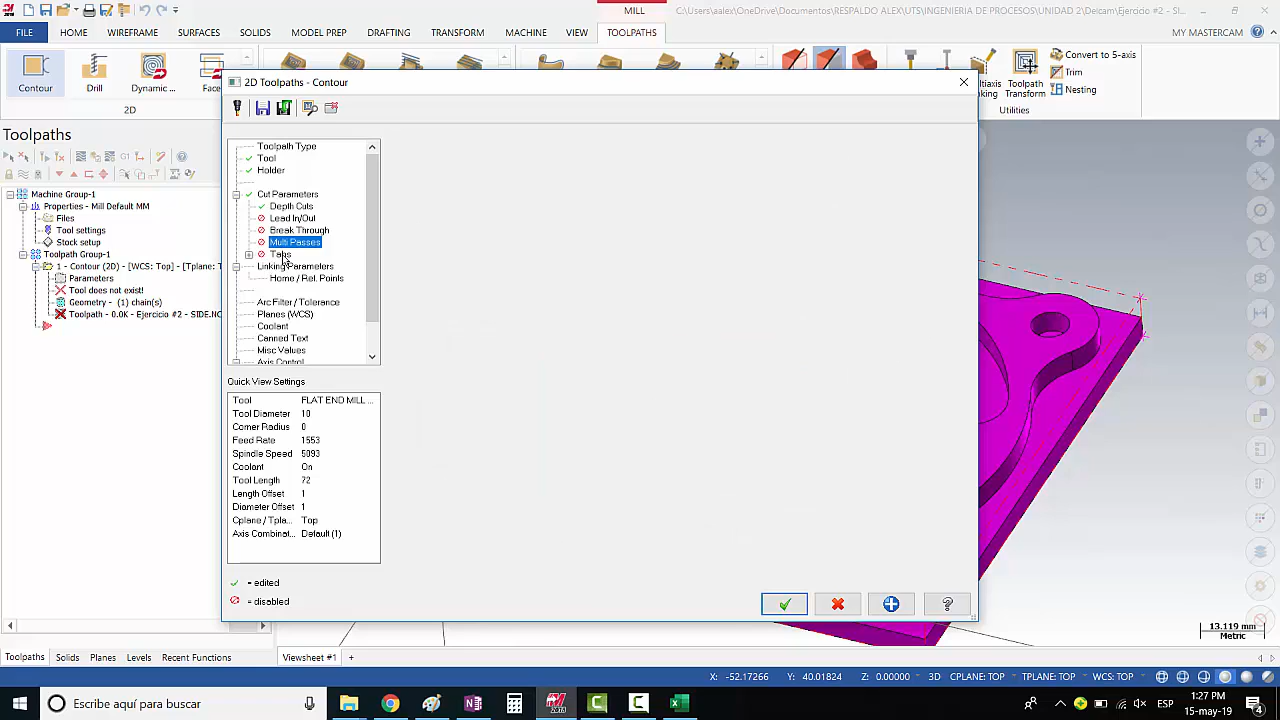 MILL
C:\Users\aalex\OneDrive\Documentos\RESPALDO ALEX\UTS\INGENIERIA DE PROCESOS\UNIDAD 2\Delcam\Ejercicio #2 - SI...
FILE HOME WIREFRAME SURFACES SOLIDS MODEL PREP DRAFTING TRANSFORM MACHINE VIEW TOOLPATHS MY MASTERCAM
Contour Drill Dynamic ... Face
2D
Toolpath Transform
Convert to 5-axis
Trim
Nesting
Utilities
2D Toolpaths - Contour
Toolpaths
Machine Group-1
Properties - Mill Default MM
Files
Tool settings
Stock setup
Toolpath Group-1
1 - Contour (2D) - [WCS: Top] - [Tplane: T
Parameters
Tool does not exist!
Geometry - (1) chain(s)
Toolpath - 0.0K - Ejercicio #2 - SIDE.NC
Toolpath Type
Tool
Holder
Cut Parameters
Depth Cuts
Lead In/Out
Break Through
Multi Passes
Tabs
Linking Parameters
Home / Ref. Points
Arc Filter / Tolerance
Planes (WCS)
Coolant
Canned Text
Misc Values
Axis Control
Quick View Settings
Tool FLAT END MILL ...
Tool Diameter 10
Corner Radius 0
Feed Rate 1553
Spindle Speed 5093
Coolant On
Tool Length 72
Length Offset 1
Diameter Offset 1
Cplane / Tpla... Top
Axis Combinat... Default (1)
= edited
= disabled
13.119 mm
Metric
Toolpaths Solids Planes Levels Recent Functions Viewsheet #1 +
X: -52.17266 Y: 40.01824 Z: 0.00000 3D CPLANE: TOP TPLANE: TOP WCS: TOP
Escribe aquí para buscar
ESP
1:27 PM
15-may-19